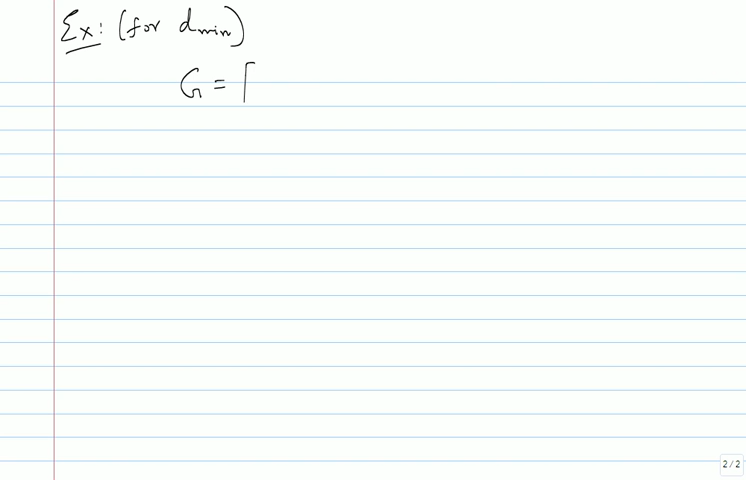 Ex: (for dmin)
G = [
2 / 2